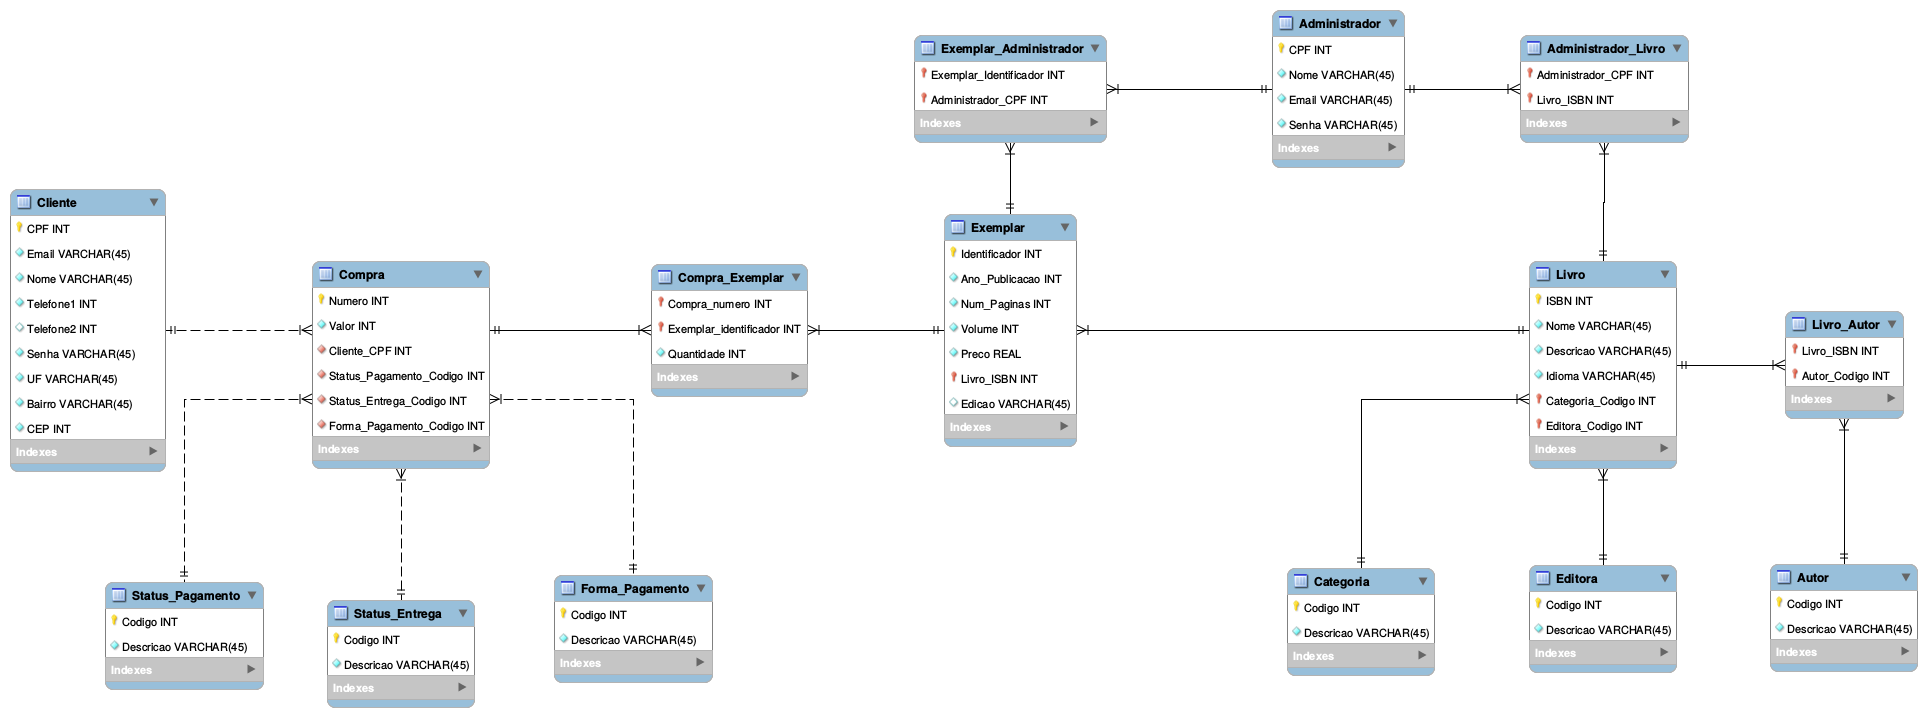 Exemplar_Administrador
Exemplar_Identificador INT
Administrador_CPF INT
Indexes
Administrador
CPF INT
Nome VARCHAR(45)
Email VARCHAR(45)
Senha VARCHAR(45)
Indexes
Administrador_Livro
Administrador_CPF INT
Livro_ISBN INT
Indexes
Cliente
CPF INT
Email VARCHAR(45)
Nome VARCHAR(45)
Telefone1 INT
Telefone2 INT
Senha VARCHAR(45)
UF VARCHAR(45)
Bairro VARCHAR(45)
CEP INT
Indexes
Compra
Numero INT
Valor INT
Cliente_CPF INT
Status_Pagamento_Codigo INT
Status_Entrega_Codigo INT
Forma_Pagamento_Codigo INT
Indexes
Compra_Exemplar
Compra_numero INT
Exemplar_identificador INT
Quantidade INT
Indexes
Exemplar
Identificador INT
Ano_Publicacao INT
Num_Paginas INT
Volume INT
Preco REAL
Livro_ISBN INT
Edicao VARCHAR(45)
Indexes
Livro
ISBN INT
Nome VARCHAR(45)
Descricao VARCHAR(45)
Idioma VARCHAR(45)
Categoria_Codigo INT
Editora_Codigo INT
Indexes
Livro_Autor
Livro_ISBN INT
Autor_Codigo INT
Indexes
Status_Pagamento
Codigo INT
Descricao VARCHAR(45)
Indexes
Status_Entrega
Codigo INT
Descricao VARCHAR(45)
Indexes
Forma_Pagamento
Codigo INT
Descricao VARCHAR(45)
Indexes
Categoria
Codigo INT
Descricao VARCHAR(45)
Indexes
Editora
Codigo INT
Descricao VARCHAR(45)
Indexes
Autor
Codigo INT
Descricao VARCHAR(45)
Indexes